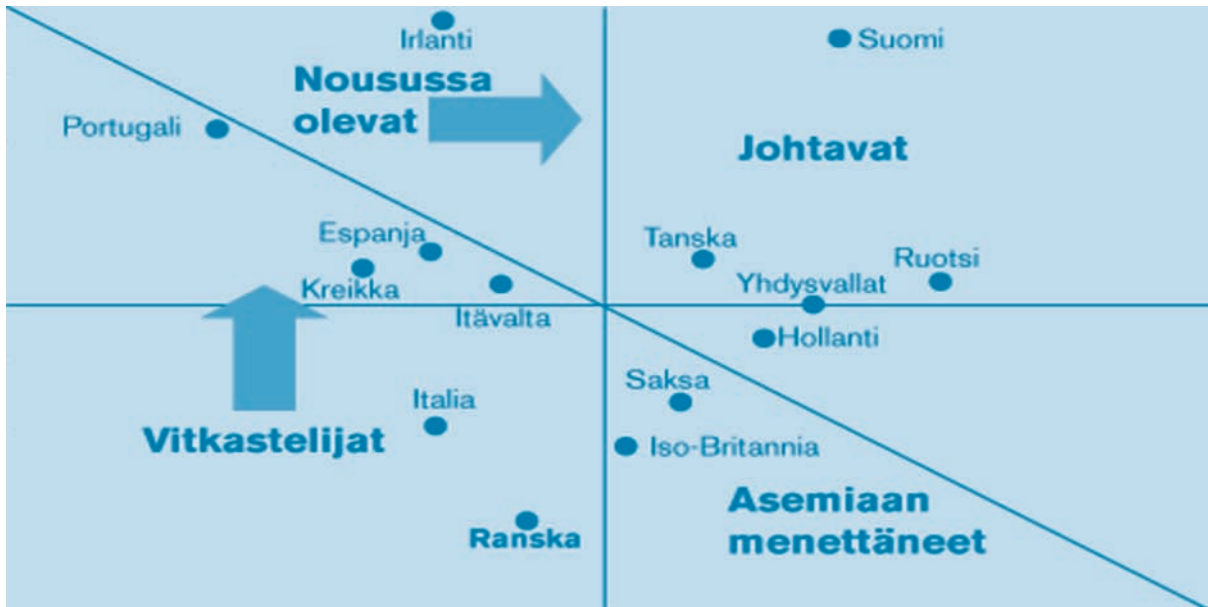 Irlanti
Suomi
Nousussa
olevat
Portugali
Johtavat
Espanja
Tanska
Ruotsi
Kreikka
Yhdysvallat
Itävalta
Hollanti
Saksa
Italia
Vitkastelijat
Iso-Britannia
Asemiaan
menettäneet
Ranska